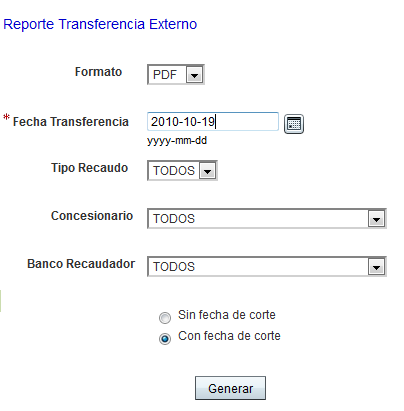 Reporte Transferencia Externo
Formato PDF
* Fecha Transferencia 2010-10-19
yyyy-mm-dd
Tipo Recaudo TODOS
Concesionario TODOS
Banco Recaudador TODOS
Sin fecha de corte
Con fecha de corte
Generar